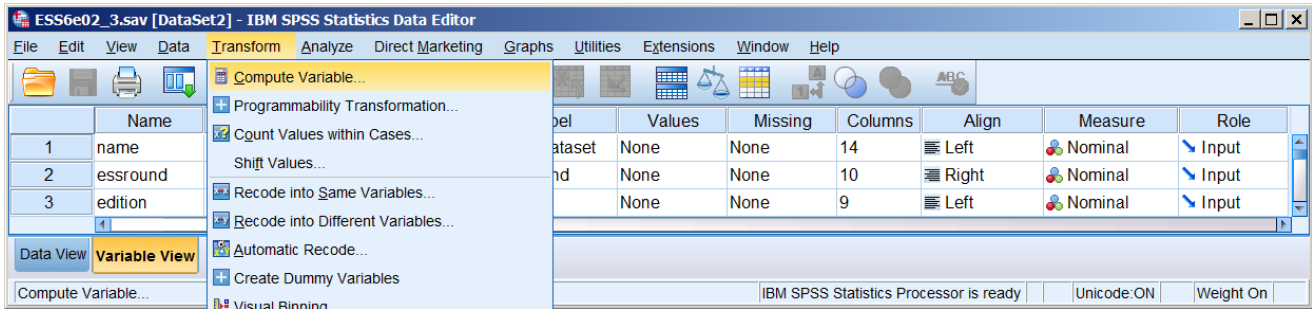 ESS6e02_3.sav [DataSet2] - IBM SPSS Statistics Data Editor
File Edit View Data Transform Analyze Direct Marketing Graphs Utilities Extensions Window Help
Compute Variable...
Programmability Transformation...
Count Values within Cases...
Shift Values...
Recode into Same Variables...
Recode into Different Variables...
Automatic Recode...
Create Dummy Variables
Visual Binning
A
1
ABC
Name Values Missing Columns Align Measure Role
1 name None None 14 Left Nominal Input
2 essround None None 10 Right Nominal Input
3 edition None None 9 Left Nominal Input
Data View Variable View
Compute Variable... IBM SPSS Statistics Processor is ready Unicode:ON Weight On